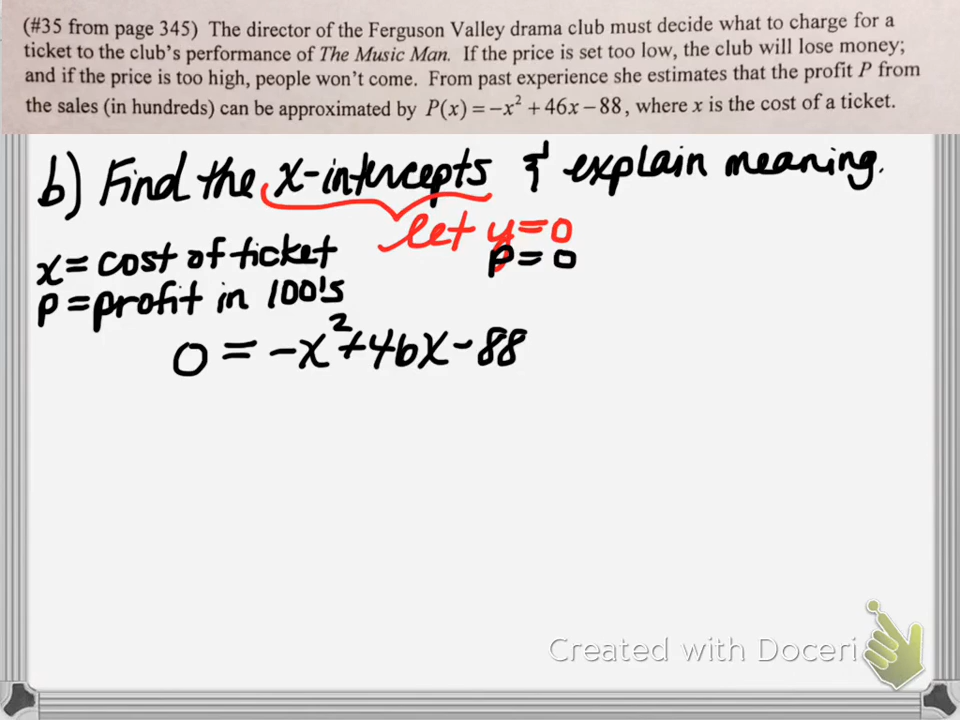 (#35 from page 345) The director of the Ferguson Valley drama club must decide what to charge for a
ticket to the club's performance of The Music Man. If the price is set too low, the club will lose money;
and if the price is too high, people won't come. From past experience she estimates that the profit P from
the sales (in hundreds) can be approximated by P(x) = −x² + 46x − 88, where x is the cost of a ticket.
b) Find the x-intercepts & explain meaning.
let y=0
x = cost of ticket
P = 0
P = profit in 100's
0 = -x²+46x-88
Created with Doceri